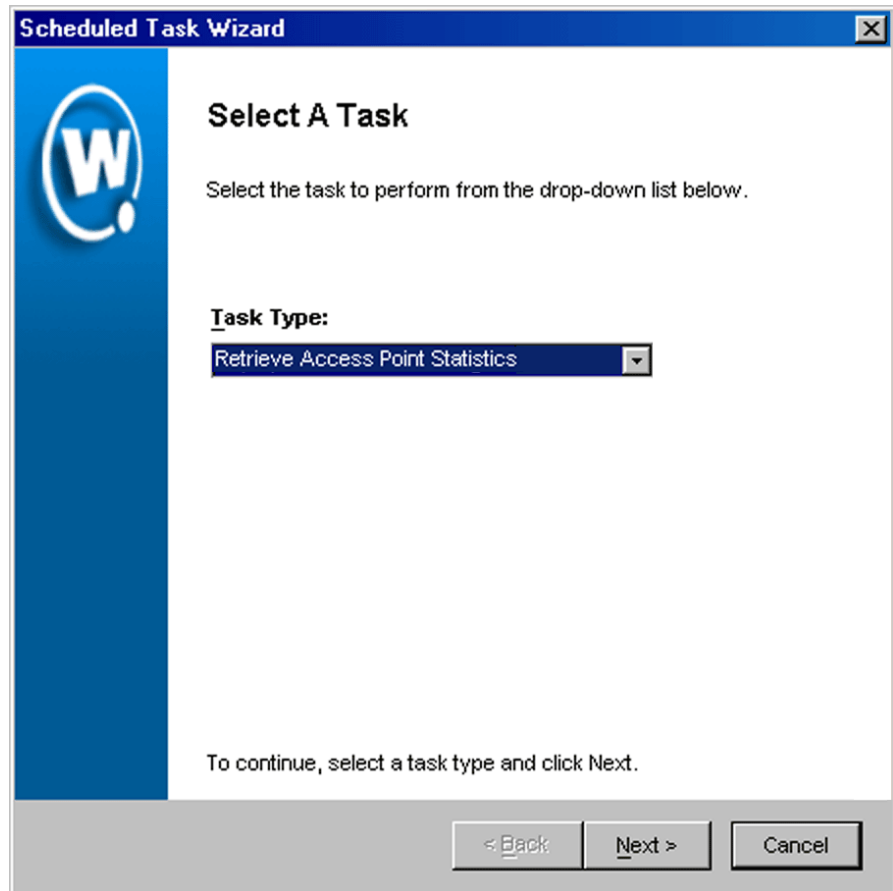 Scheduled Task Wizard
W
Select A Task
Select the task to perform from the drop-down list below.
Task Type:
Retrieve Access Point Statistics
To continue, select a task type and click Next.
< Back Next > Cancel